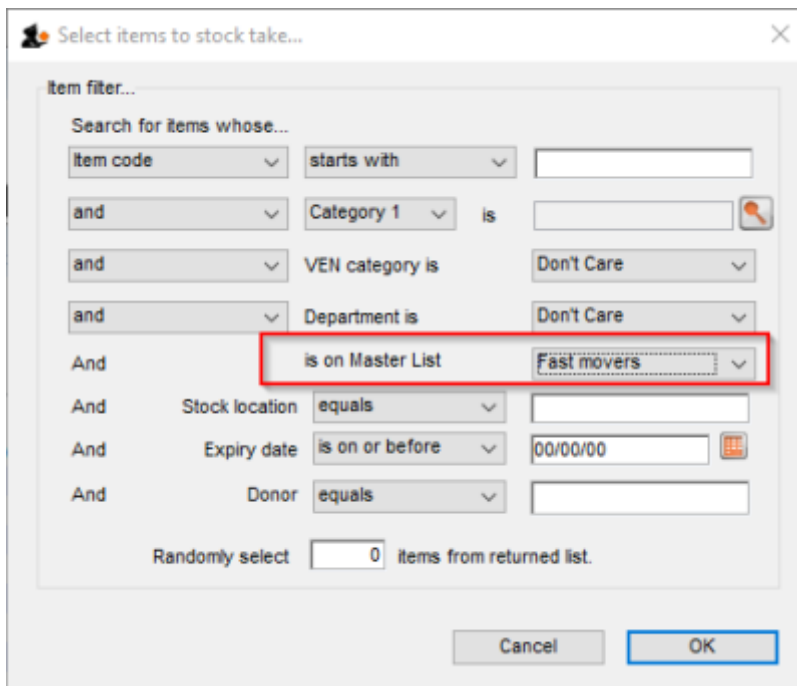 Select items to stock take...
Item filter...
Search for items whose...
Item code starts with
and Category 1 is
and VEN category is Don't Care
and Department is Don't Care
And is on Master List Fast movers
And Stock location equals
And Expiry date is on or before 00/00/00
And Donor equals
Randomly select 0 items from returned list.
Cancel OK